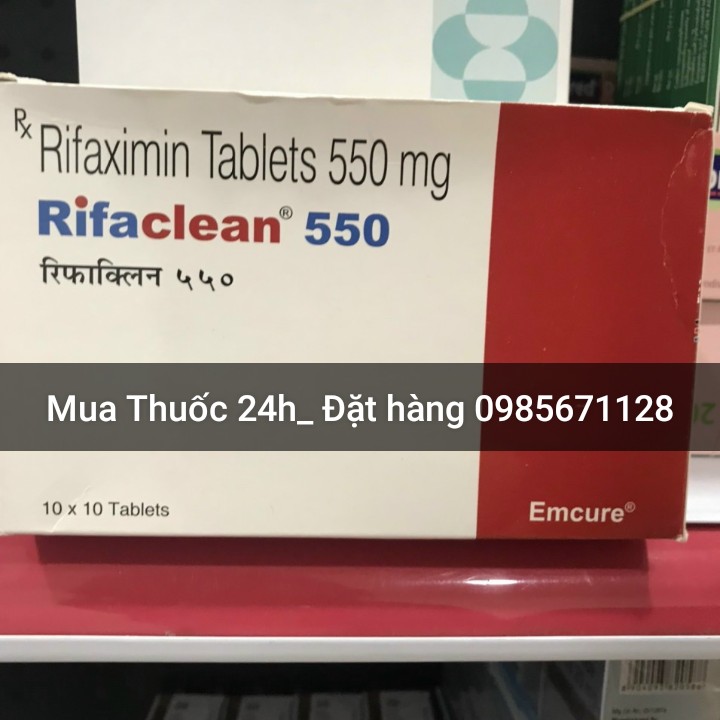 Rx Rifaximin Tablets 550 mg
Rifaclean® 550
रिफाक्लिन ५५०
Mua Thuốc 24h_ Đặt hàng 0985671128
10 x 10 Tablets
Emcure®